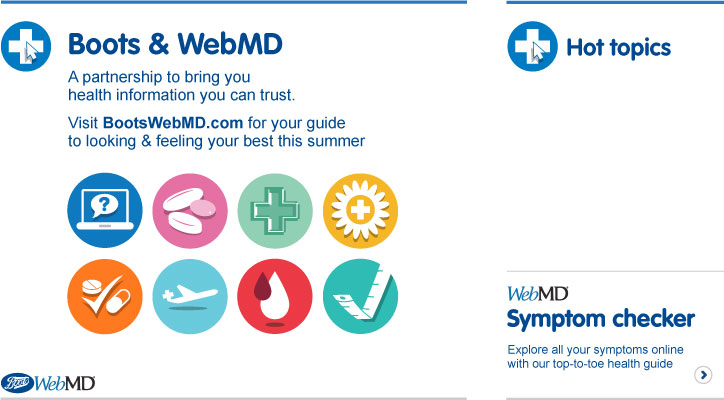 Boots & WebMD
A partnership to bring you
health information you can trust.
Visit BootsWebMD.com for your guide
to looking & feeling your best this summer
?
Boots WebMD
Hot topics
WebMD
Symptom checker
Explore all your symptoms online
with our top-to-toe health guide